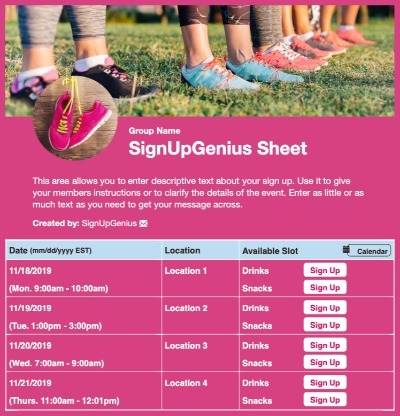 Group Name
SignUpGenius Sheet
This area allows you to enter descriptive text about your sign up. Use it to give
your members instructions or to clarify the details of the event. Enter as little or as
much text as you need to get your message across.
Created by: SignUpGenius
Date (mm/dd/yyyy EST) Location Available Slot Calendar
11/18/2019 Location 1 Drinks Sign Up
(Mon. 9:00am - 10:00am) Snacks Sign Up
11/19/2019 Location 2 Drinks Sign Up
(Tue. 1:00pm - 3:00pm) Snacks Sign Up
11/20/2019 Location 3 Drinks Sign Up
(Wed. 7:00am - 9:00am) Snacks Sign Up
11/21/2019 Location 4 Drinks Sign Up
(Thurs. 11:00am - 12:01pm) Snacks Sign Up